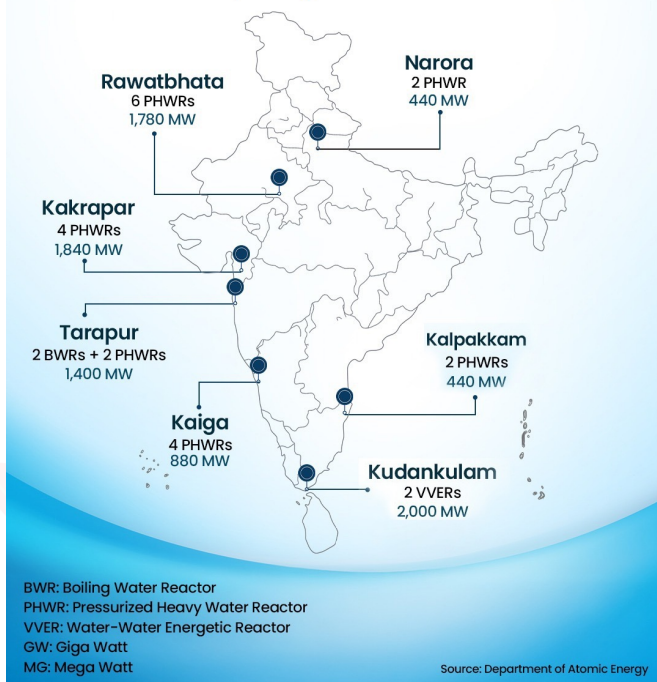 Narora
2 PHWR
440 MW
Rawatbhata
6 PHWRs
1,780 MW
Kakrapar
4 PHWRs
1,840 MW
Tarapur
2 BWRs + 2 PHWRs
1,400 MW
Kalpakkam
2 PHWRs
440 MW
Kaiga
4 PHWRs
880 MW
Kudankulam
2 VVERs
2,000 MW
BWR: Boiling Water Reactor
PHWR: Pressurized Heavy Water Reactor
VVER: Water-Water Energetic Reactor
GW: Giga Watt
MG: Mega Watt
Source: Department of Atomic Energy